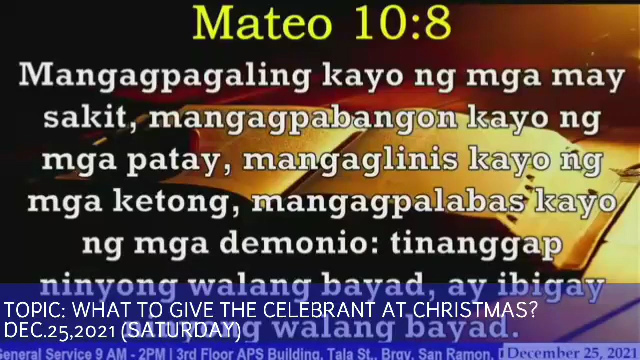 Mateo 10:8
Mangagpagaling kayo ng mga may
sakit, mangagpabangon kayo ng
mga patay, mangaglinis kayo ng
mga ketong, mangagpalabas kayo
ng mga demonio: tinanggap
ninyong walang bayad, ay ibigay
walang bayad.
TOPIC: WHAT TO GIVE THE CELEBRANT AT CHRISTMAS?
DEC.25,2021 (SATURDAY)
General Service 9 AM - 2PM | 3rd Floor APS Building, Tala St., Brgy. San Ramon,
December 25, 2021